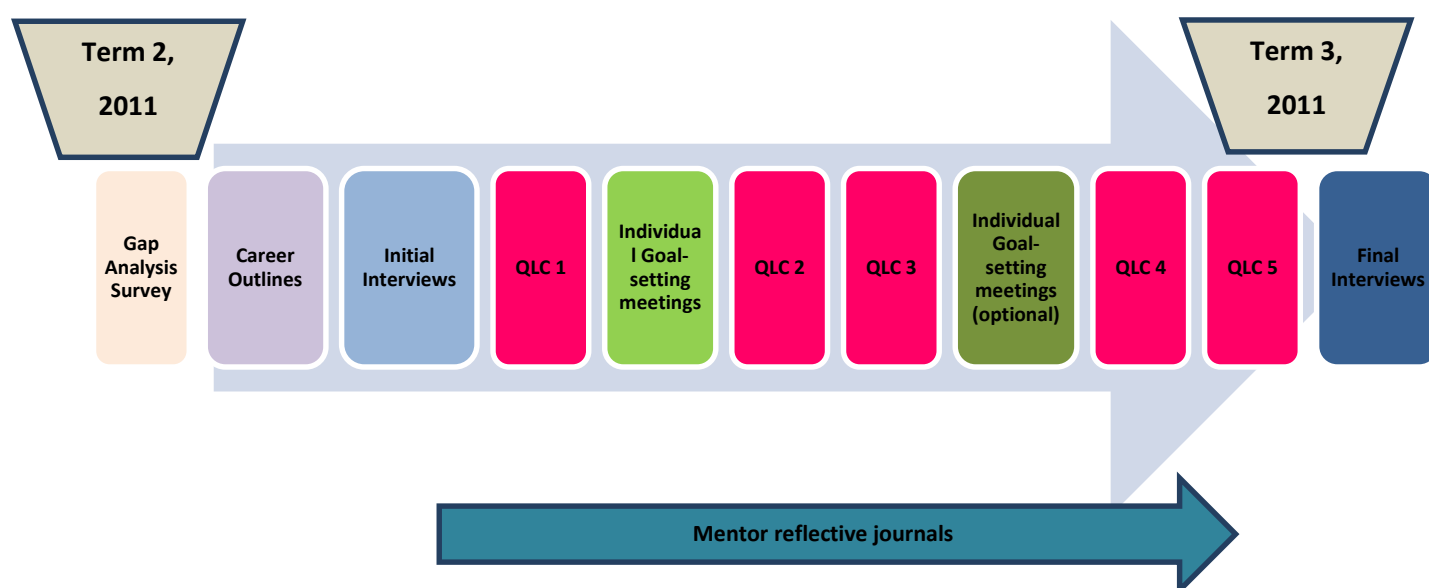 Term 2,
2011
Term 3,
2011
Gap
Analysis
Survey
Career
Outlines
Initial
Interviews
QLC 1
Individua
l Goal-
setting
meetings
QLC 2
QLC 3
Individual
Goal-
setting
meetings
(optional)
QLC 4
QLC 5
Final
Interviews
Mentor reflective journals